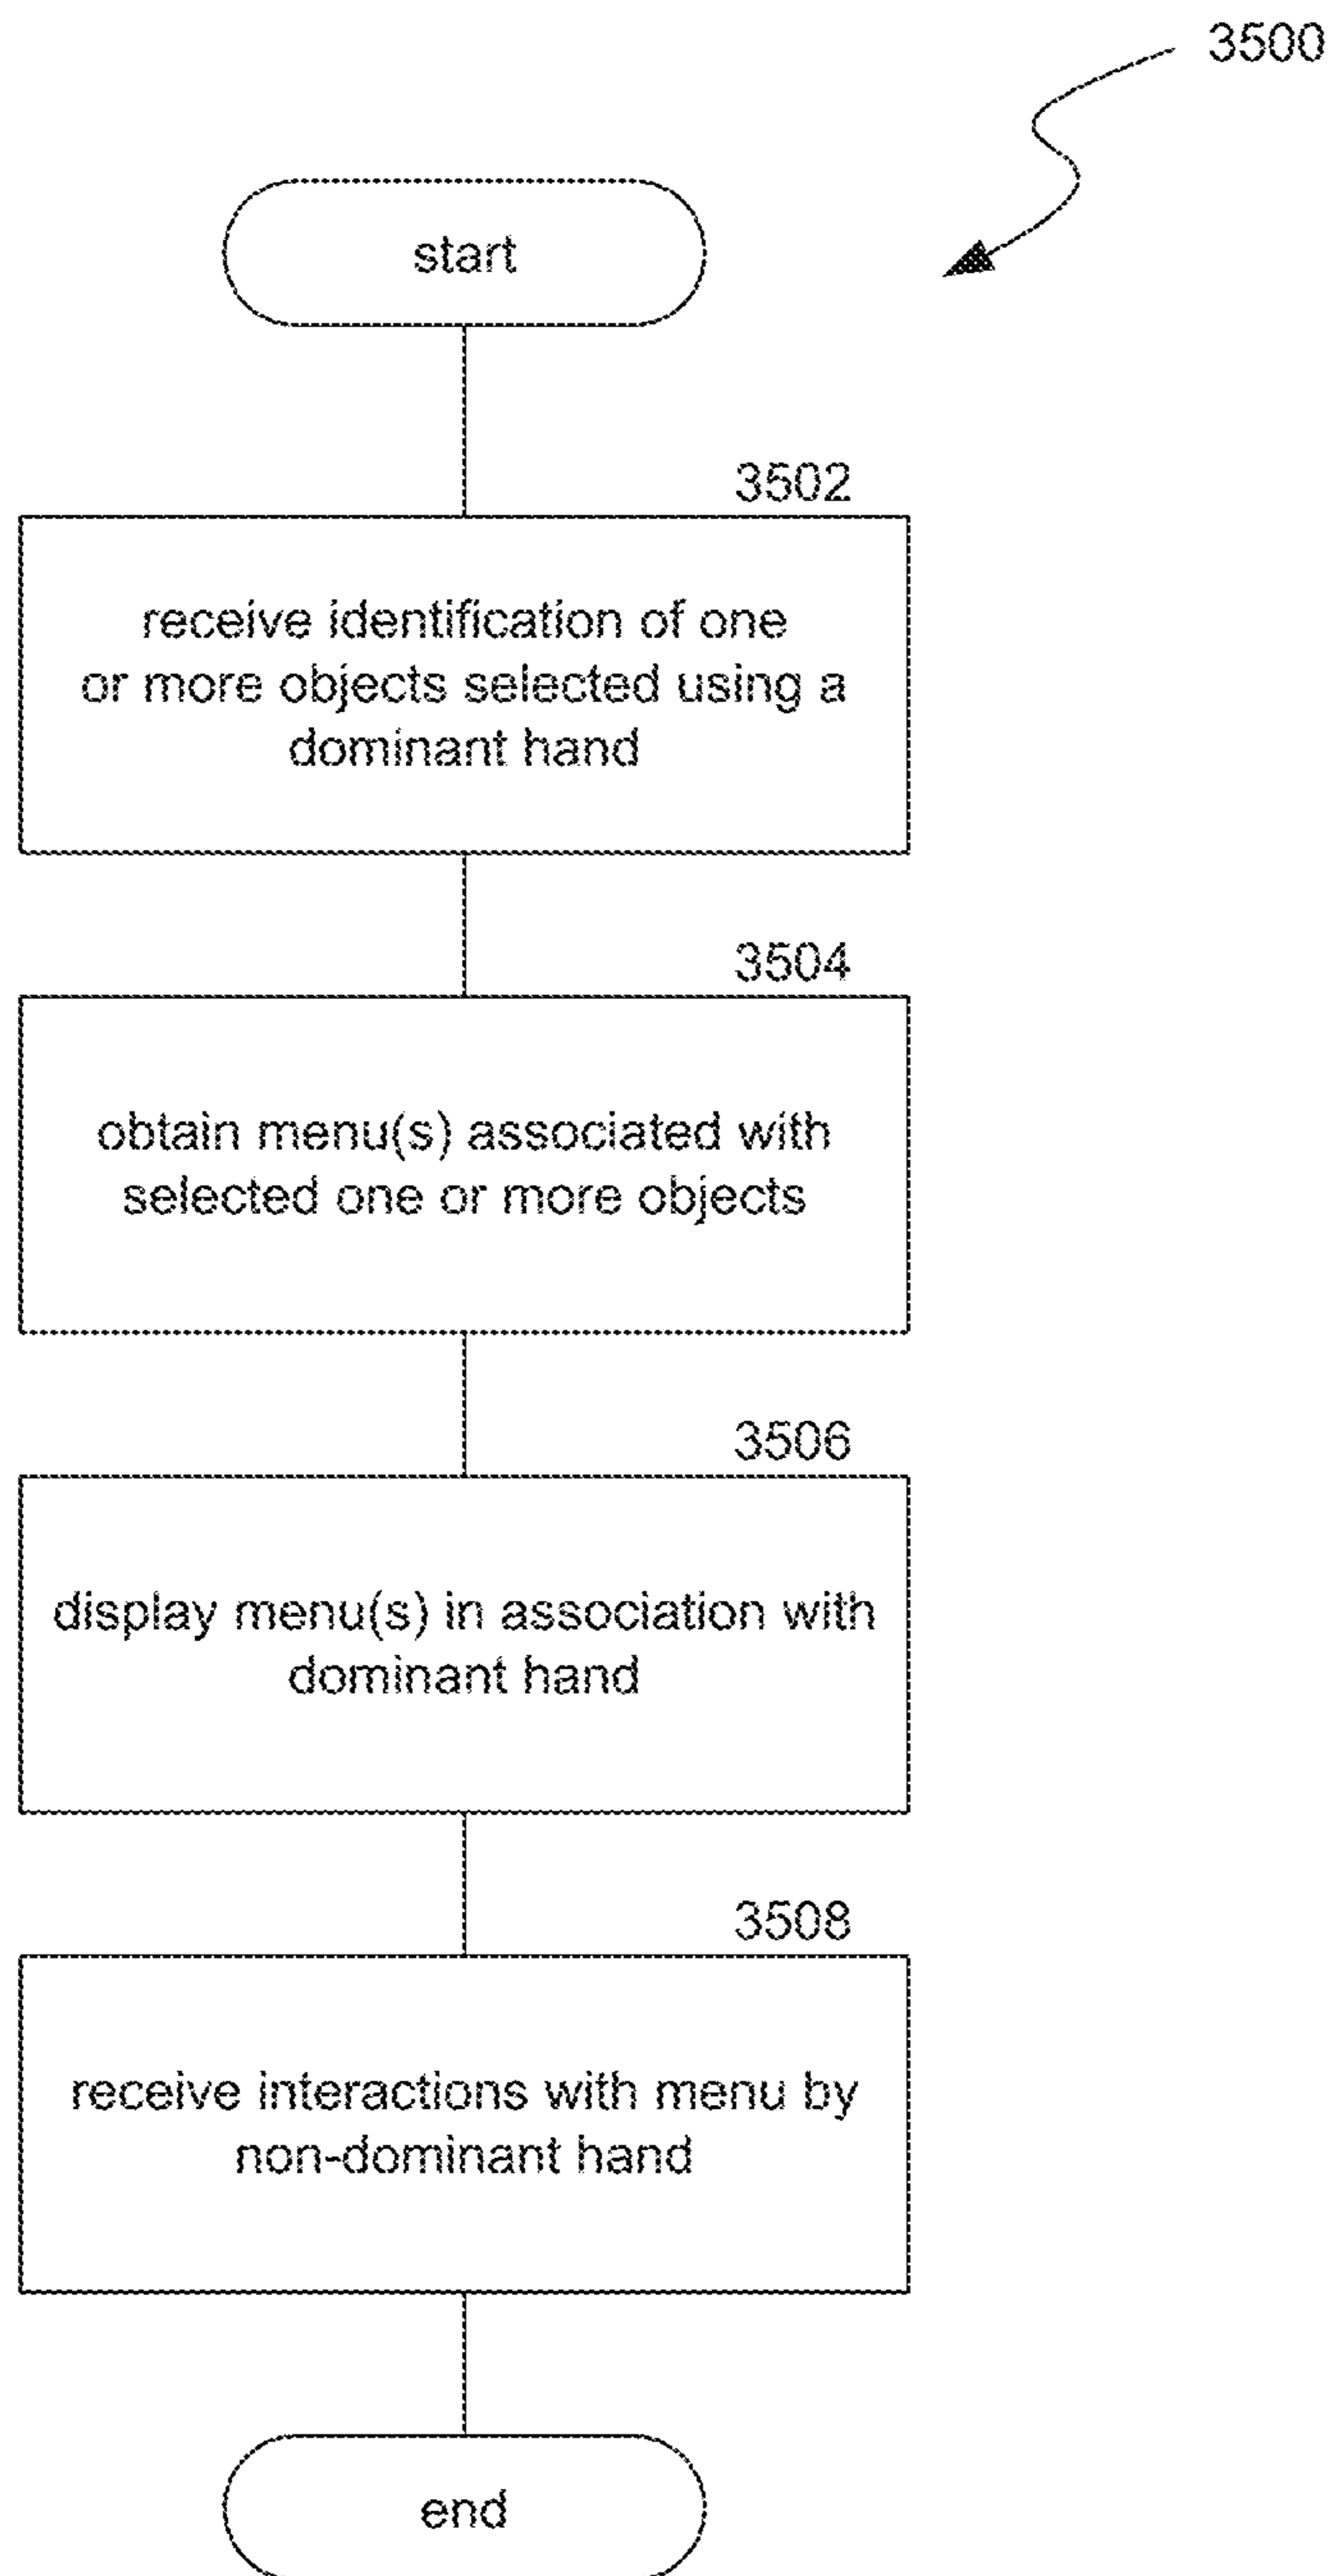 3500
start
3502
receive identification of one
or more objects selected using a
dominant hand
3504
obtain menu(s) associated with
selected one or more objects
3506
display menu(s) in association with
dominant hand
3508
receive interactions with menu by
non-dominant hand
end